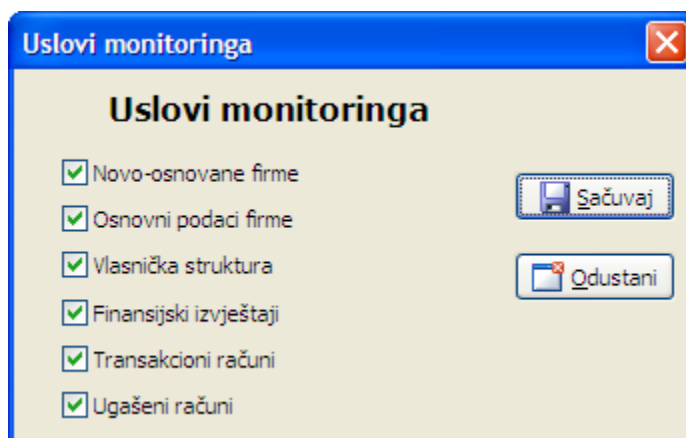 Uslovi monitoringa
Uslovi monitoringa
Novo-osnovane firme
Osnovni podaci firme
Vlasnička struktura
Finansijski izvještaji
Transakcioni računi
Ugašeni računi
Sačuvaj
Odustani